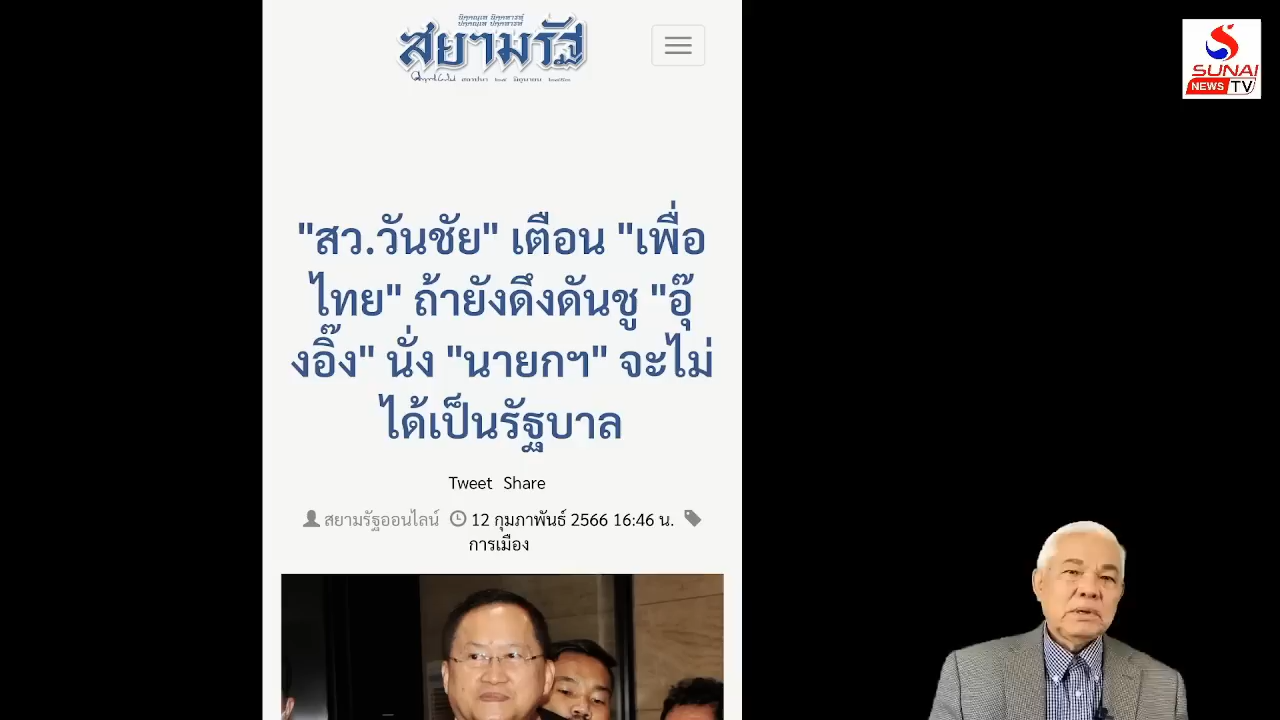 สยามรัฐ
SUNAI
NEWS TV
"สว.วันชัย" เตือน "เพื่อ
ไทย" ถ้ายังดึงดันชู "อุ๊
งอิ๊ง" นั่ง "นายกฯ" จะไม่
ได้เป็นรัฐบาล
Tweet Share
สยามรัฐออนไลน์ 12 กุมภาพันธ์ 2566 16:46 น.
การเมือง